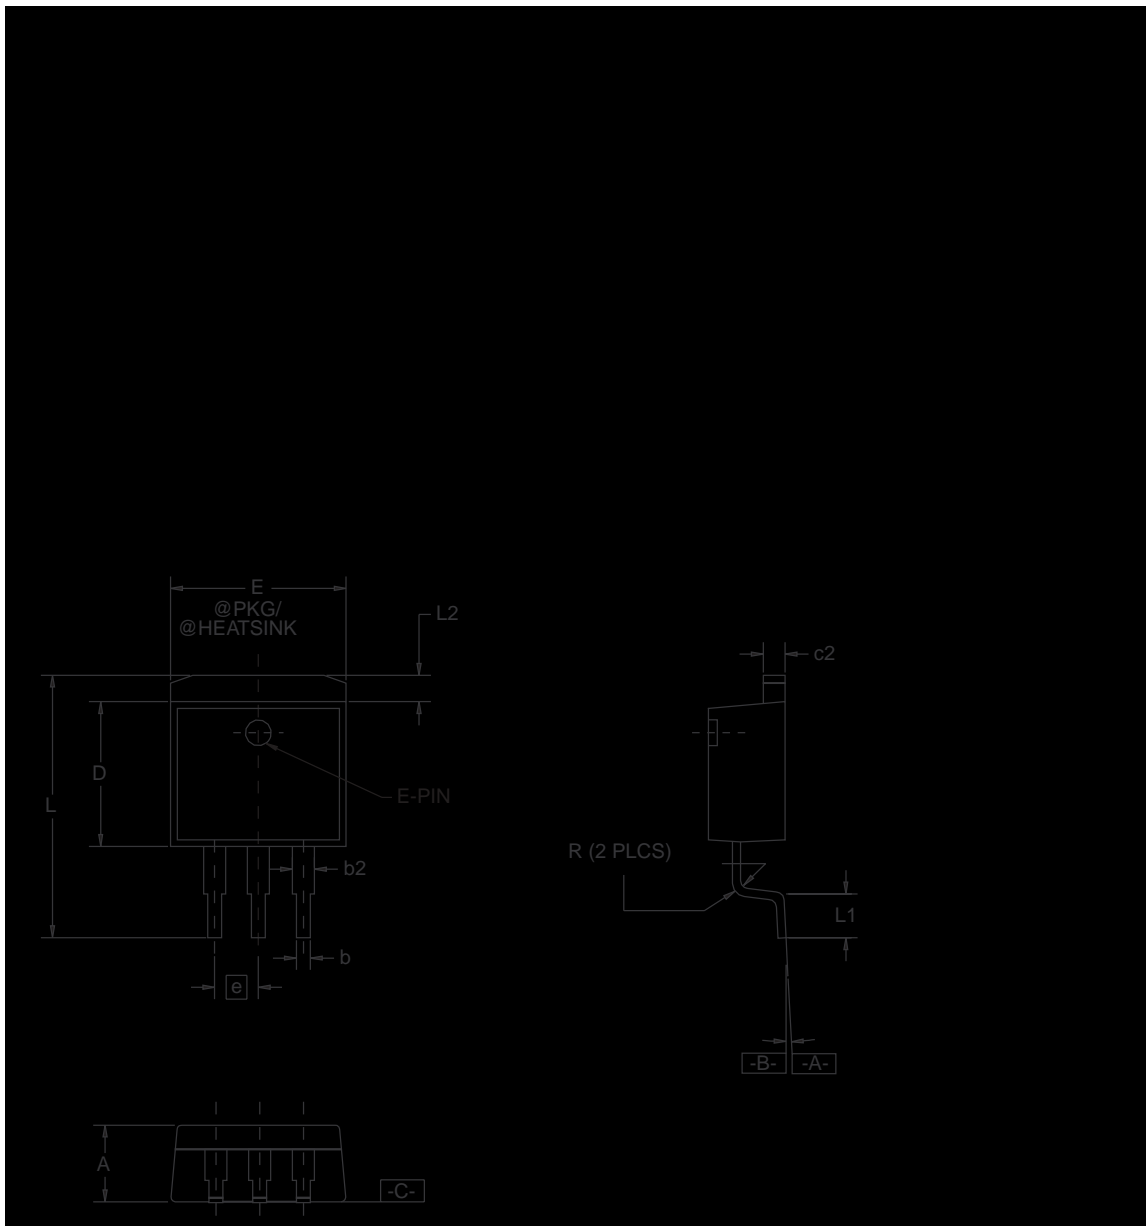 E
@PKG/
@HEATSINK
L2
c2
D
L
E-PIN
b2
R (2 PLCS)
L1
b
e
-B-
-A-
A
-C-